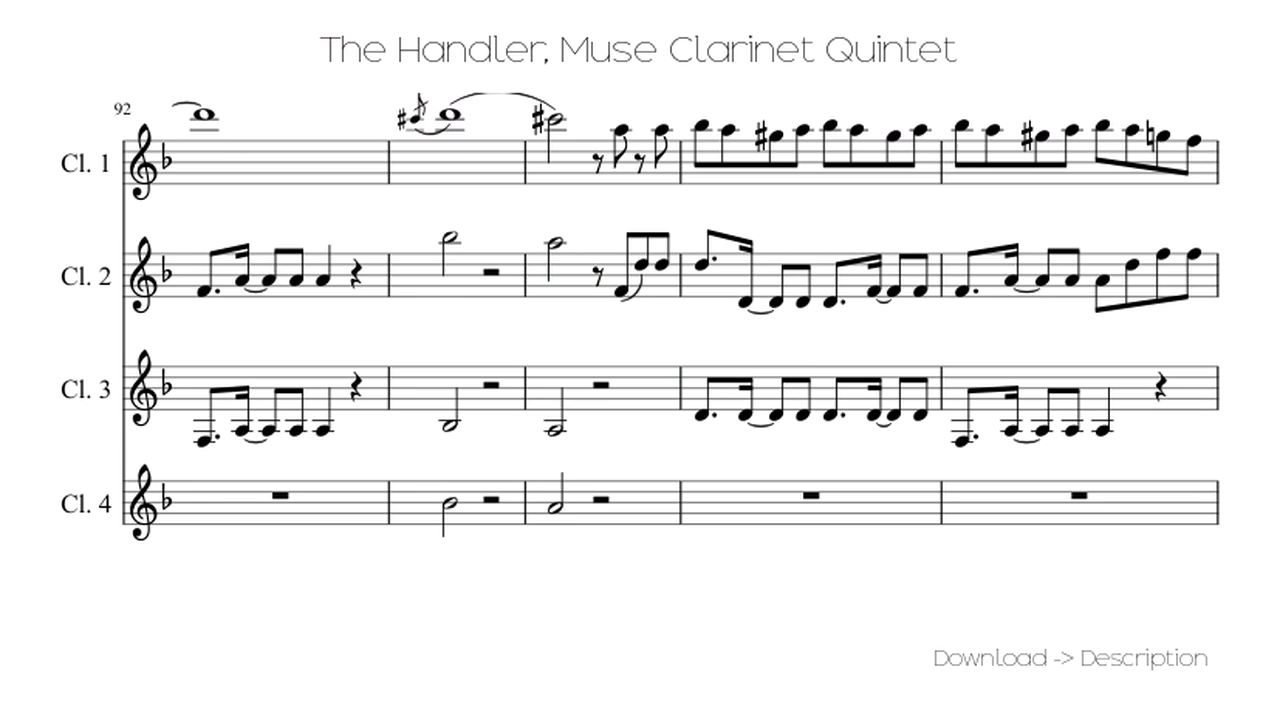 The Handler, Muse Clarinet Quintet
92
Cl. 1
Cl. 2
Cl. 3
Cl. 4
Download -> Description